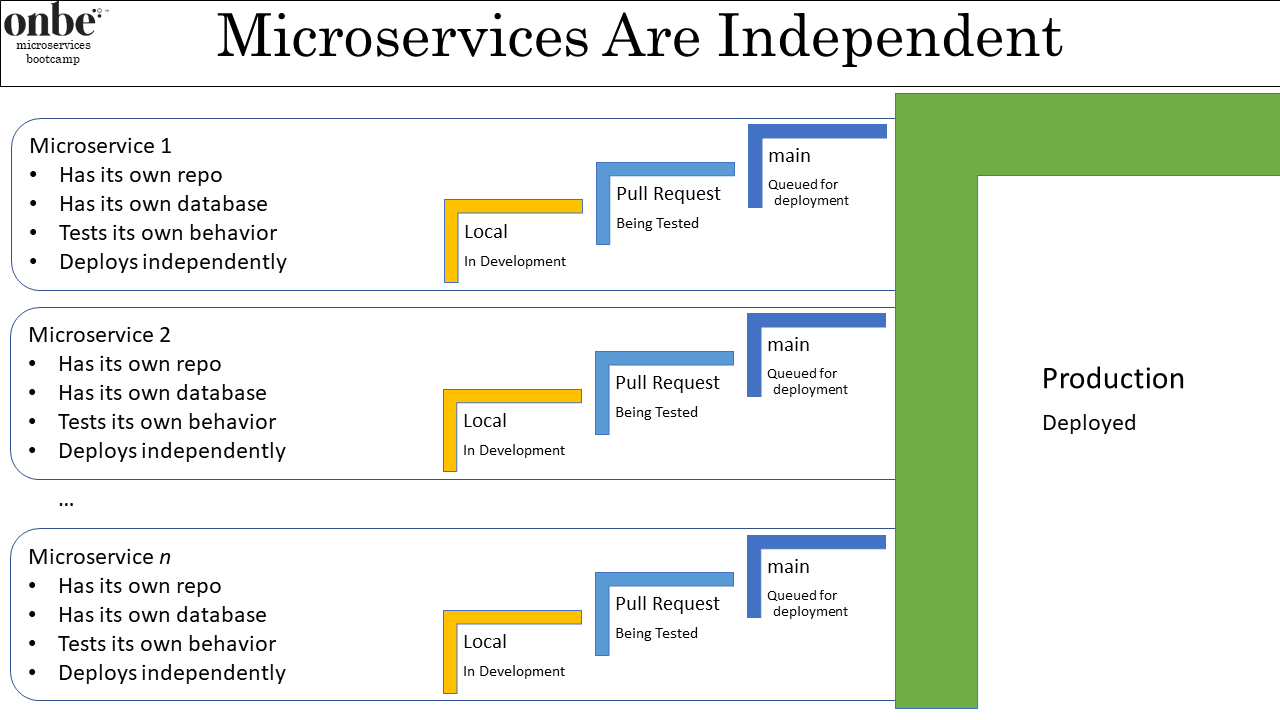 onbe
microservices
bootcamp
Microservices Are Independent
Microservice 1
• Has its own repo
• Has its own database
• Tests its own behavior
• Deploys independently
Local
In Development
Pull Request
Being Tested
main
Queued for
deployment
Microservice 2
• Has its own repo
• Has its own database
• Tests its own behavior
• Deploys independently
Local
In Development
Pull Request
Being Tested
main
Queued for
deployment
...
Microservice n
• Has its own repo
• Has its own database
• Tests its own behavior
• Deploys independently
Local
In Development
Pull Request
Being Tested
main
Queued for
deployment
Production
Deployed